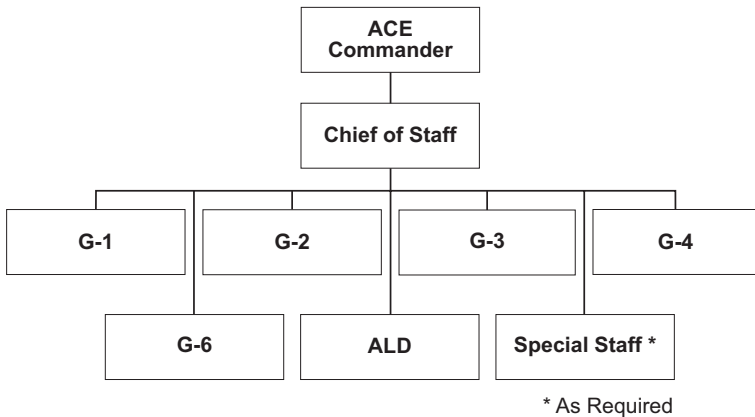 ACE
Commander
Chief of Staff
G-1
G-2
G-3
G-4
G-6
ALD
Special Staff *
* As Required